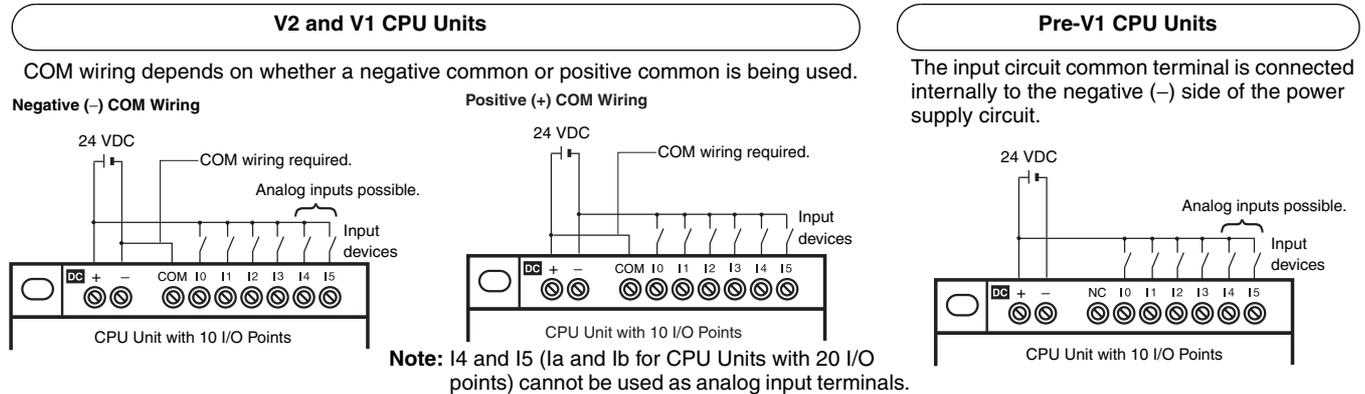 V2 and V1 CPU Units
COM wiring depends on whether a negative common or positive common is being used.
Negative (–) COM Wiring
24 VDC
COM wiring required.
Analog inputs possible.
Input
devices
DC + – COM I0 I1 I2 I3 I4 I5
CPU Unit with 10 I/O Points
Positive (+) COM Wiring
24 VDC
COM wiring required.
Input
devices
DC + – COM I0 I1 I2 I3 I4 I5
CPU Unit with 10 I/O Points
Note: I4 and I5 (Ia and Ib for CPU Units with 20 I/O
points) cannot be used as analog input terminals.
Pre-V1 CPU Units
The input circuit common terminal is connected
internally to the negative (–) side of the power
supply circuit.
24 VDC
Analog inputs possible.
Input
devices
DC + – NC I0 I1 I2 I3 I4 I5
CPU Unit with 10 I/O Points